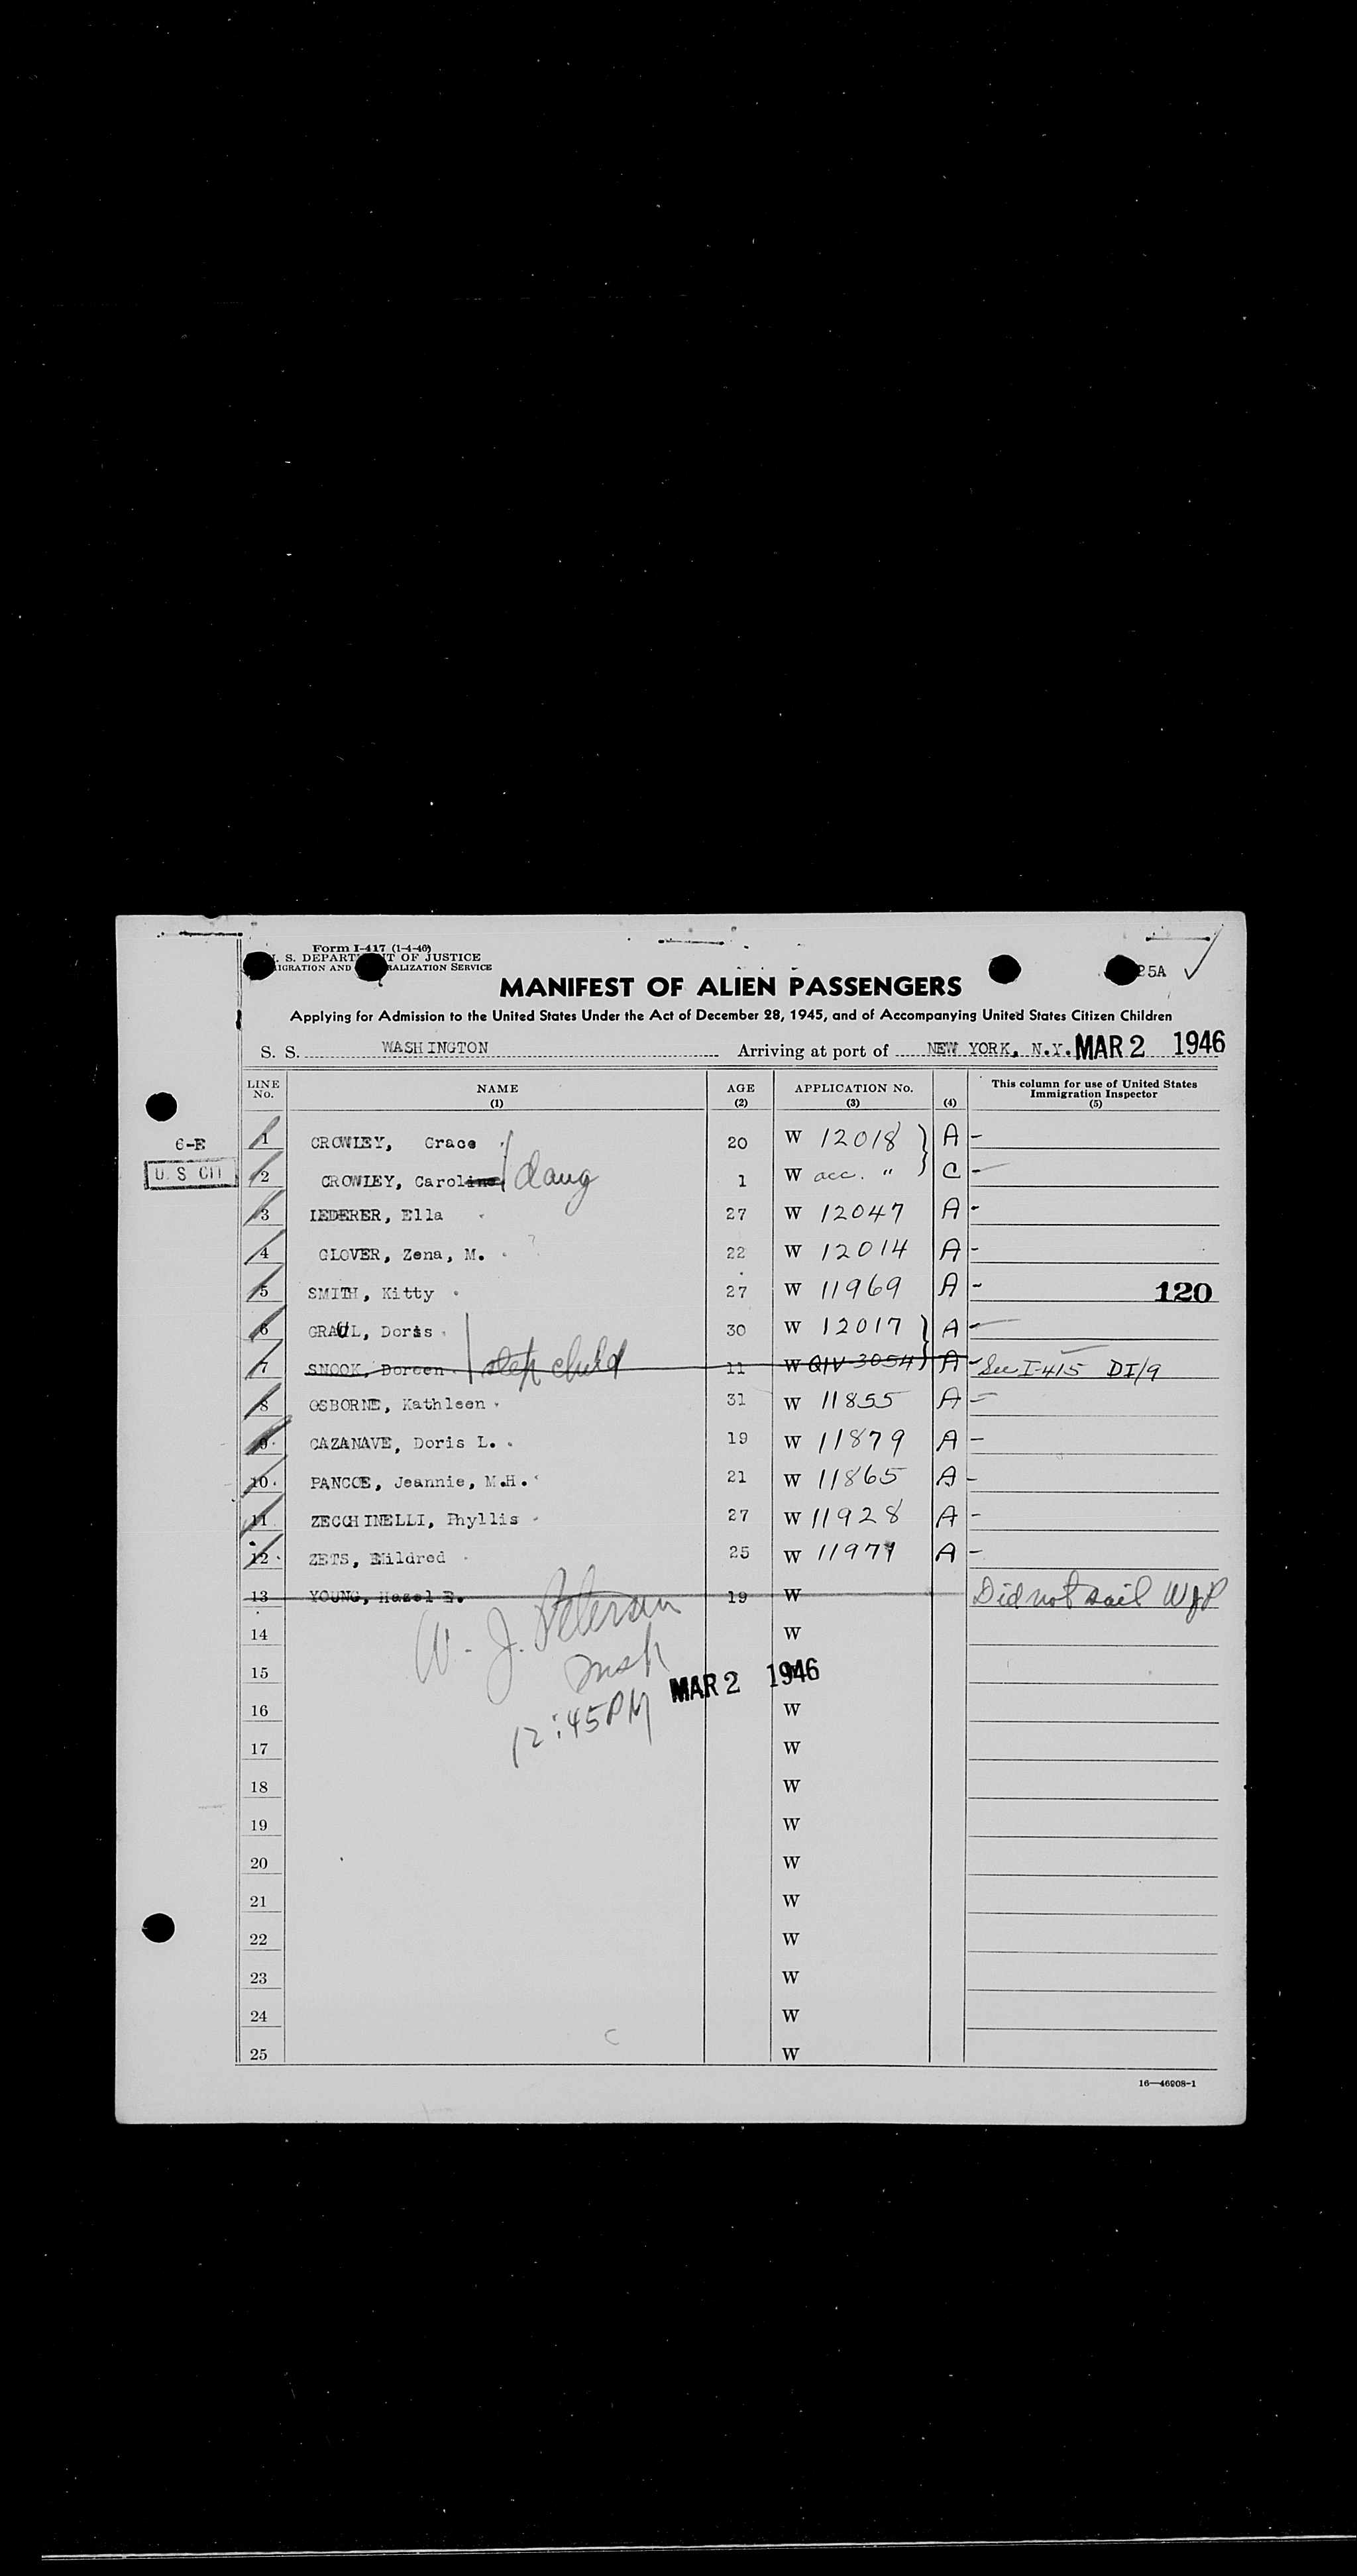 Form I-417 (1-4-46)
U. S. DEPARTMENT OF JUSTICE
IMMIGRATION AND NATURALIZATION SERVICE
25A
MANIFEST OF ALIEN PASSENGERS
Applying for Admission to the United States Under the Act of December 28, 1945, and of Accompanying United States Citizen Children
S. S. WASHINGTON Arriving at port of NEW YORK, N.Y. MAR 2 1946
LINE No. NAME (1) AGE (2) APPLICATION No. (3) (4) This column for use of United States Immigration Inspector (5)
1 CROWLEY, Grace 20 W 12018 A -
6-E
U. S CIT 2 CROWLEY, Caroline daug 1 W acc. " C -
3 LEDERER, Ella 27 W 12047 A -
4 GLOVER, Zena, M. ? 22 W 12014 A -
5 SMITH, Kitty 27 W 11969 A - 120
6 GRAUL, Doris 30 W 12017 A -
7 SNOOK, Doreen step child 11 W QIV-3054 A - See I-415 DI/9
8 OSBORNE, Kathleen 31 W 11855 A -
9 CAZANAVE, Doris L. 19 W 11879 A -
10 PANCOE, Jeannie, M.H. 21 W 11865 A -
11 ZECCHINELLI, Phyllis 27 W 11928 A -
12 ZETS, Mildred 25 W 11979 A -
13 YOUNG, Hazel E. 19 W Did not sail WJP
W. J. Petersen
14 W
Insp
15 MAR 2 1946 W
12:45PM
16 W
17 W
18 W
19 W
20 W
21 W
22 W
23 W
24 W
C
25 W
16—46908-1